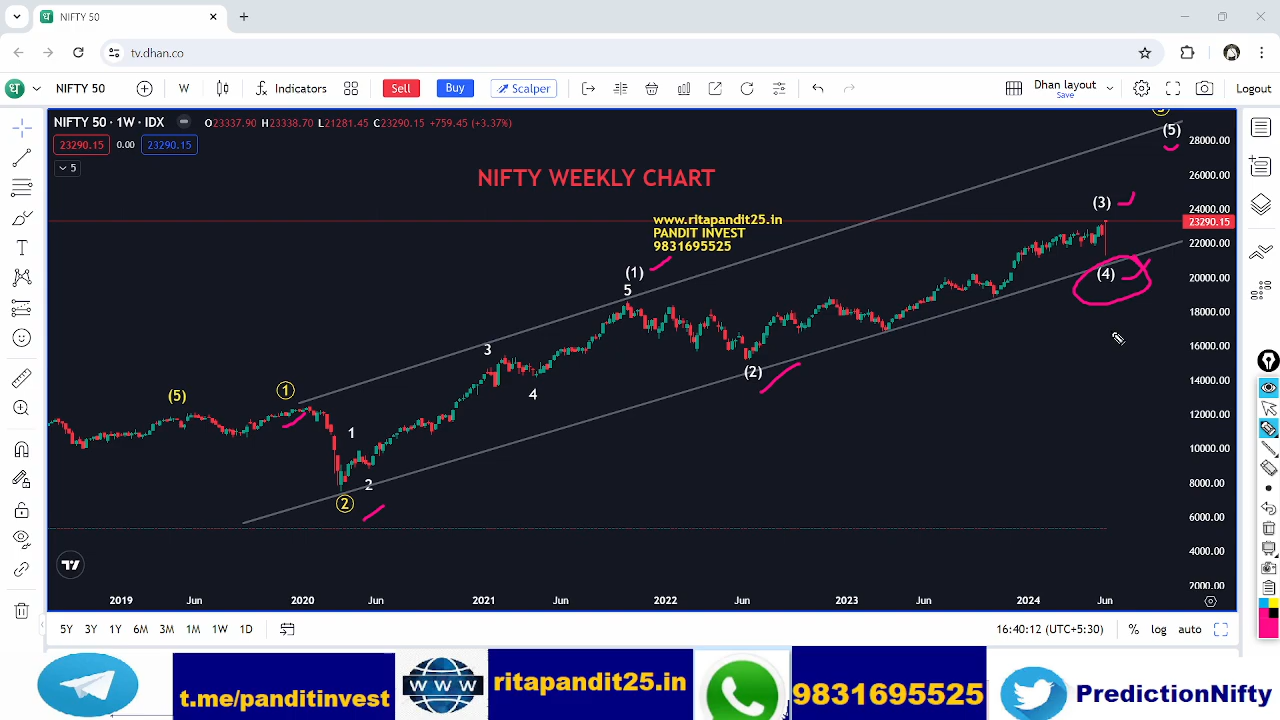 NIFTY 50
tv.dhan.co
NIFTY 50 W Indicators Sell Buy Scalper Dhan layout Save Logout
NIFTY 50 · 1W · IDX O23337.90 H23338.70 L21281.45 C23290.15 +759.45 (+3.37%)
23290.15 0.00 23290.15
5
NIFTY WEEKLY CHART
www.ritapandit25.in
PANDIT INVEST
9831695525
(5)
(3)
(1)
5
(4)
3
(2)
4
(5)
1
1
2
2
28000.00
26000.00
24000.00
23290.15
22000.00
20000.00
18000.00
16000.00
14000.00
12000.00
10000.00
8000.00
6000.00
4000.00
2000.00
2019 Jun 2020 Jun 2021 Jun 2022 Jun 2023 Jun 2024 Jun
5Y 3Y 1Y 6M 3M 1M 1W 1D 16:40:12 (UTC+5:30) % log auto
t.me/panditinvest
WWW
ritapandit25.in
9831695525
PredictionNifty